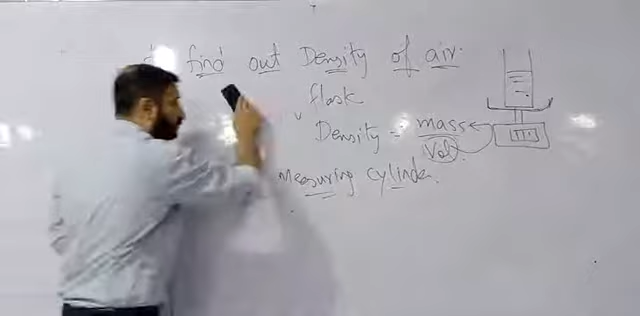 find out Density of air.
flask
Density = mass
Vol
Measuring cylinder.